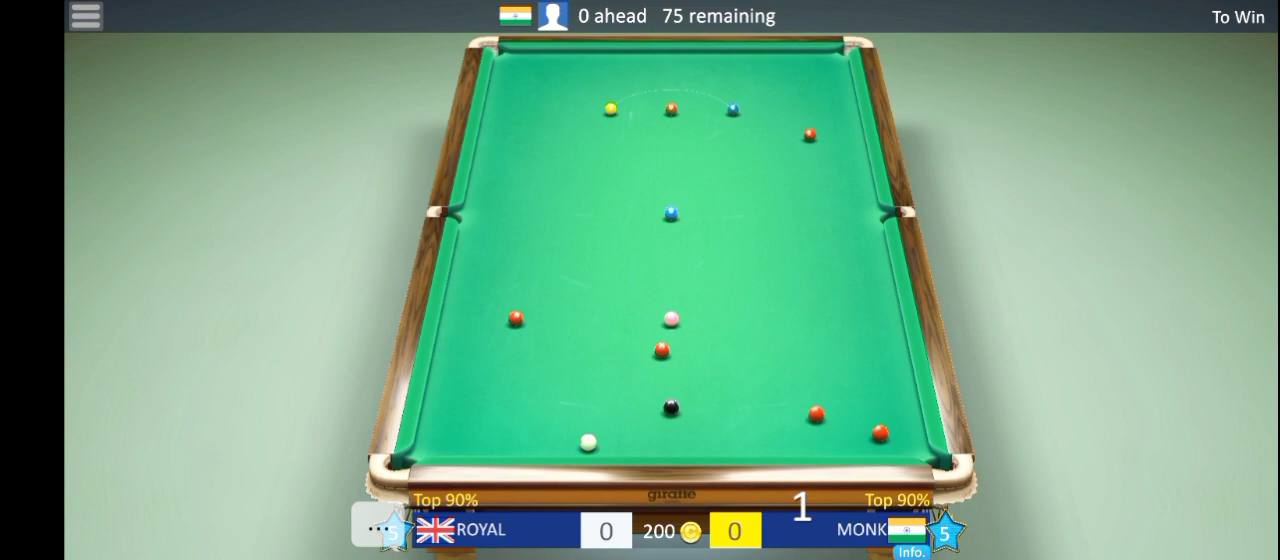 0 ahead 75 remaining
To Win
giraffe
Top 90%
Top 90%
1
5 ROYAL 0 200 C 0 MONK 5
Info.